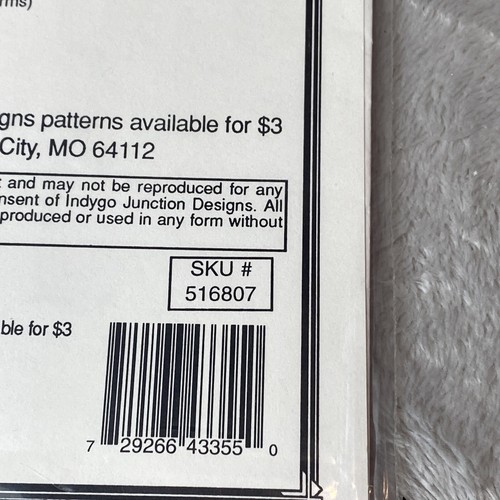 rms)
gns patterns available for $3
City, MO 64112
t and may not be reproduced for any
nsent of Indygo Junction Designs. All
produced or used in any form without
SKU #
516807
ble for $3
7 29266 43355 0